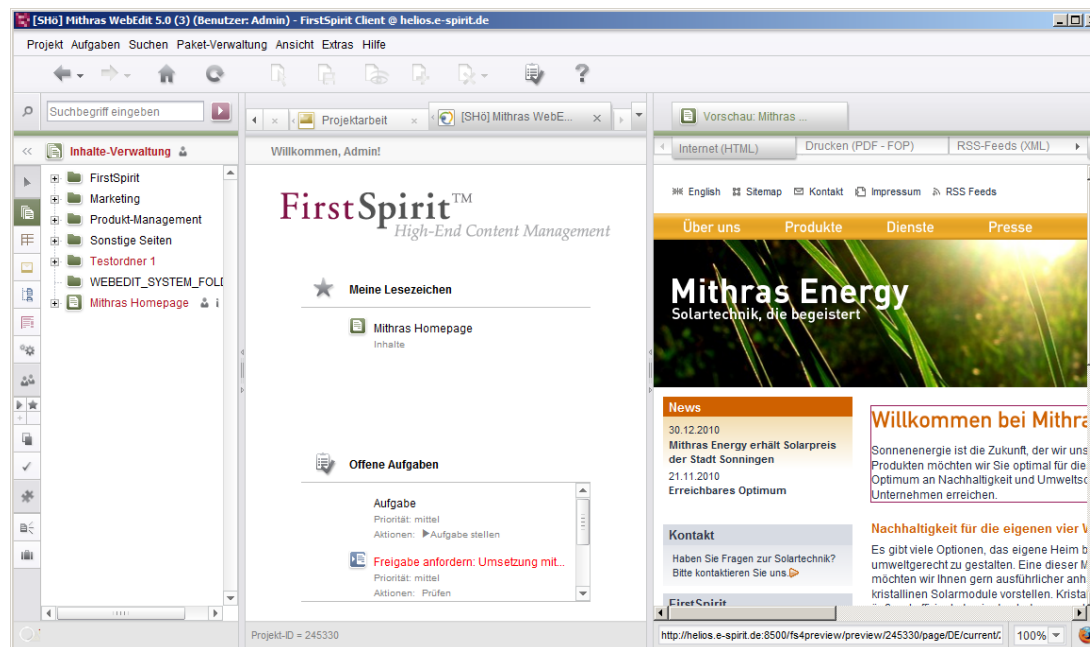 [SHö] Mithras WebEdit 5.0 (3) (Benutzer: Admin) - FirstSpirit Client @ helios.e-spirit.de
Projekt Aufgaben Suchen Paket-Verwaltung Ansicht Extras Hilfe
Suchbegriff eingeben
Inhalte-Verwaltung
FirstSpirit
Marketing
Produkt-Management
Sonstige Seiten
Testordner 1
WEBEDIT_SYSTEM_FOL
Mithras Homepage
Projektarbeit
[SHö] Mithras WebE...
Willkommen, Admin!
FirstSpirit™
High-End Content Management
Meine Lesezeichen
Mithras Homepage
Inhalte
Offene Aufgaben
Aufgabe
Priorität: mittel
Aktionen: Aufgabe stellen
Freigabe anfordern: Umsetzung mit...
Priorität: mittel
Aktionen: Prüfen
Projekt-ID = 245330
Vorschau: Mithras ...
Internet (HTML) Drucken (PDF - FOP) RSS-Feeds (XML)
English Sitemap Kontakt Impressum RSS Feeds
Über uns Produkte Dienste Presse
Mithras Energy
Solartechnik, die begeistert
News
30.12.2010
Mithras Energy erhält Solarpreis
der Stadt Sonningen
21.11.2010
Erreichbares Optimum
Kontakt
Haben Sie Fragen zur Solartechnik?
Bitte kontaktieren Sie uns.
FirstSpirit
Willkommen bei Mithra
Sonnenenergie ist die Zukunft, der wir uns
Produkten möchten wir Sie optimal für die
Optimum an Nachhaltigkeit und Umweltsc
Unternehmen erreichen.
Nachhaltigkeit für die eigenen vier
Es gibt viele Optionen, das eigene Heim
umweltgerecht zu gestalten. Eine dieser
möchten wir Ihnen gern ausführlicher anh
kristallinen Solarmodule vorstellen. Krista
http://helios.e-spirit.de:8500/fs4preview/preview/245330/page/DE/current/
100%